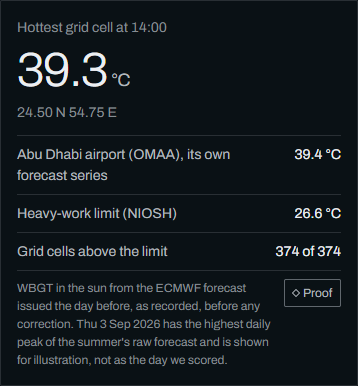 Hottest grid cell at 14:00
39.3 °C
24.50 N 54.75 E
Abu Dhabi airport (OMAA), its own
forecast series
39.4 °C
Heavy-work limit (NIOSH)
26.6 °C
Grid cells above the limit
374 of 374
WBGT in the sun from the ECMWF forecast
issued the day before, as recorded, before any
correction. Thu 3 Sep 2026 has the highest daily
peak of the summer's raw forecast and is shown
for illustration, not as the day we scored.
◇ Proof